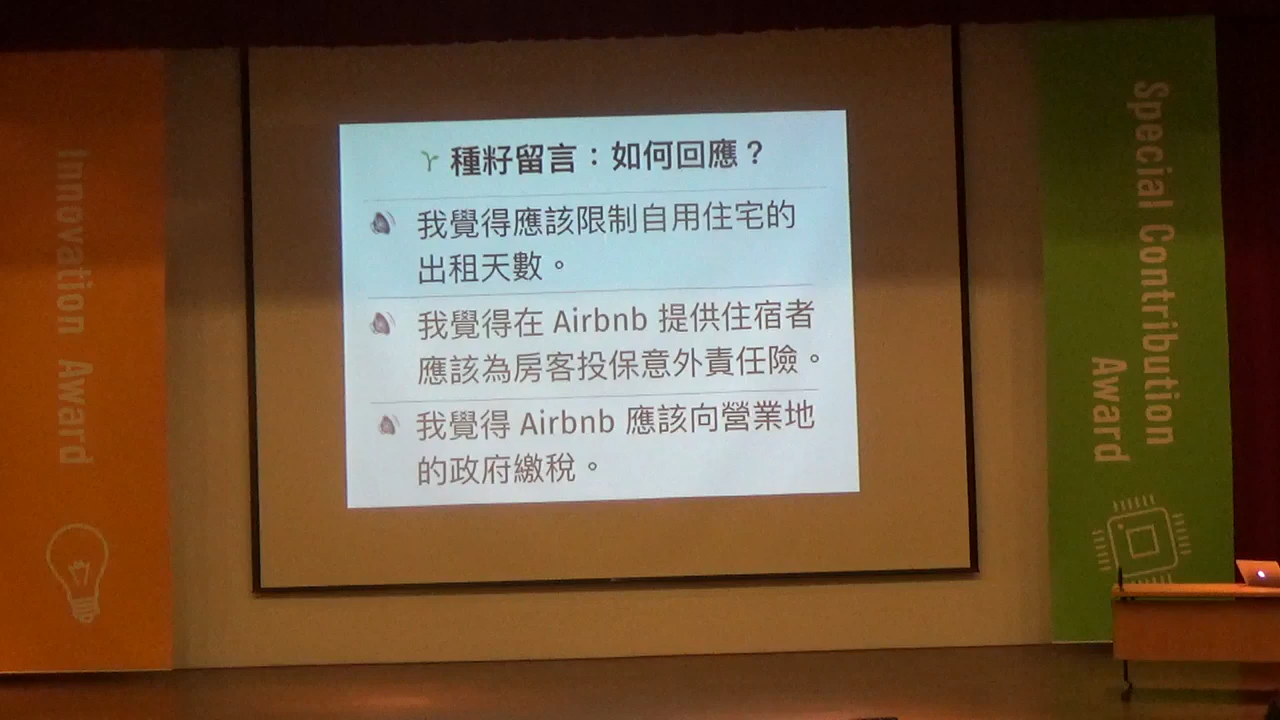 Innovation Award
種籽留言：如何回應？
我覺得應該限制自用住宅的
出租天數。
我覺得在 Airbnb 提供住宿者
應該為房客投保意外責任險。
我覺得 Airbnb 應該向營業地
的政府繳稅。
Special Contribution
Award